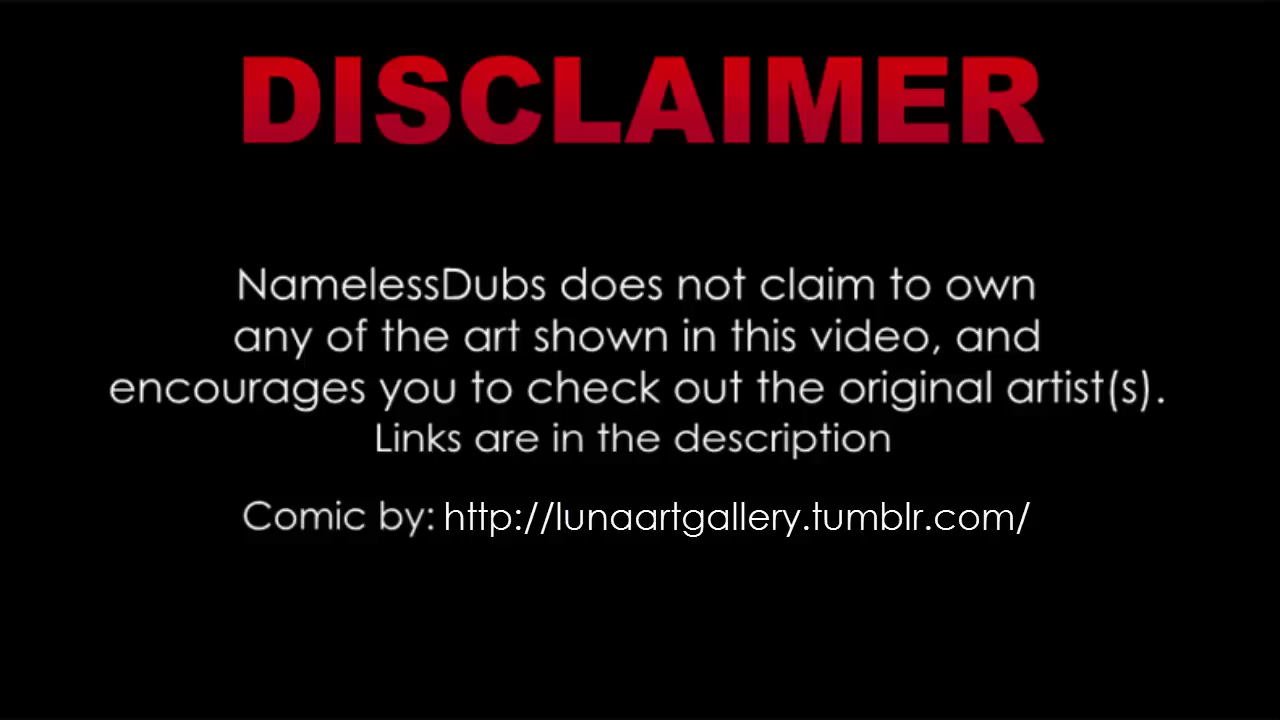 DISCLAIMER
NamelessDubs does not claim to own
any of the art shown in this video, and
encourages you to check out the original artist(s).
Links are in the description
Comic by: http://lunaartgallery.tumblr.com/